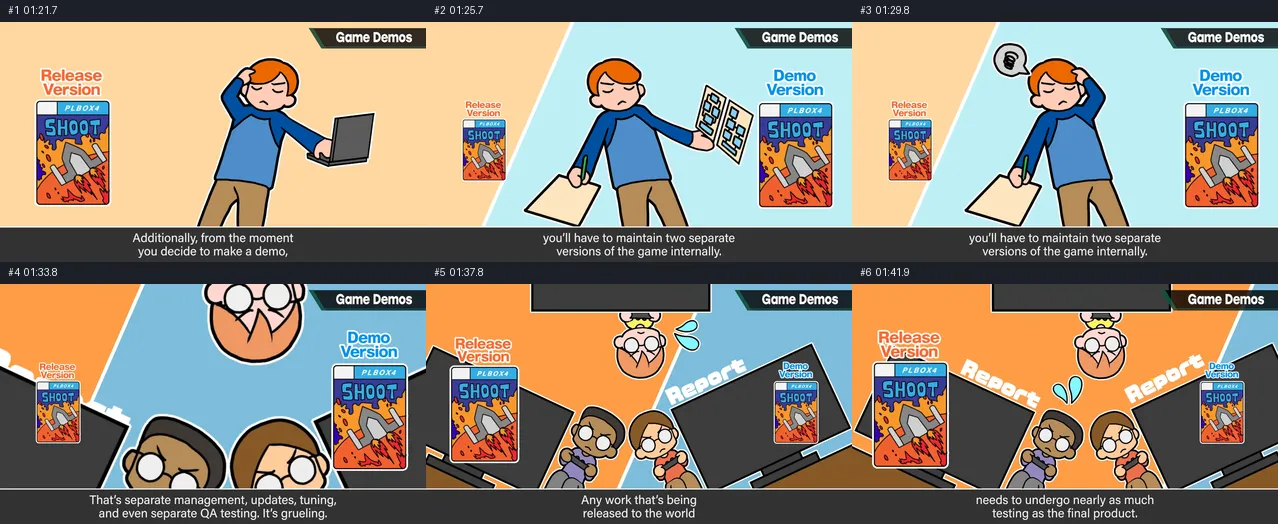 #1 01:21.7
Game Demos
Release
Version
PLBOX4
SHOOT
Additionally, from the moment
you decide to make a demo,
#2 01:25.7
Game Demos
Release
Version
PLBOX4
SHOOT
Demo
Version
PLBOX4
SHOOT
you'll have to maintain two separate
versions of the game internally.
#3 01:29.8
Game Demos
Release
Version
PLBOX4
SHOOT
Demo
Version
PLBOX4
SHOOT
you'll have to maintain two separate
versions of the game internally.
#4 01:33.8
Game Demos
Release
Version
PLBOX4
SHOOT
Demo
Version
PLBOX4
SHOOT
That's separate management, updates, tuning,
and even separate QA testing. It's grueling.
#5 01:37.8
Game Demos
Release
Version
PLBOX4
SHOOT
Report
Demo
Version
PLBOX4
SHOOT
Any work that's being
released to the world
#6 01:41.9
Game Demos
Release
Version
PLBOX4
SHOOT
Report
Report
Demo
Version
PLBOX4
SHOOT
needs to undergo nearly as much
testing as the final product.